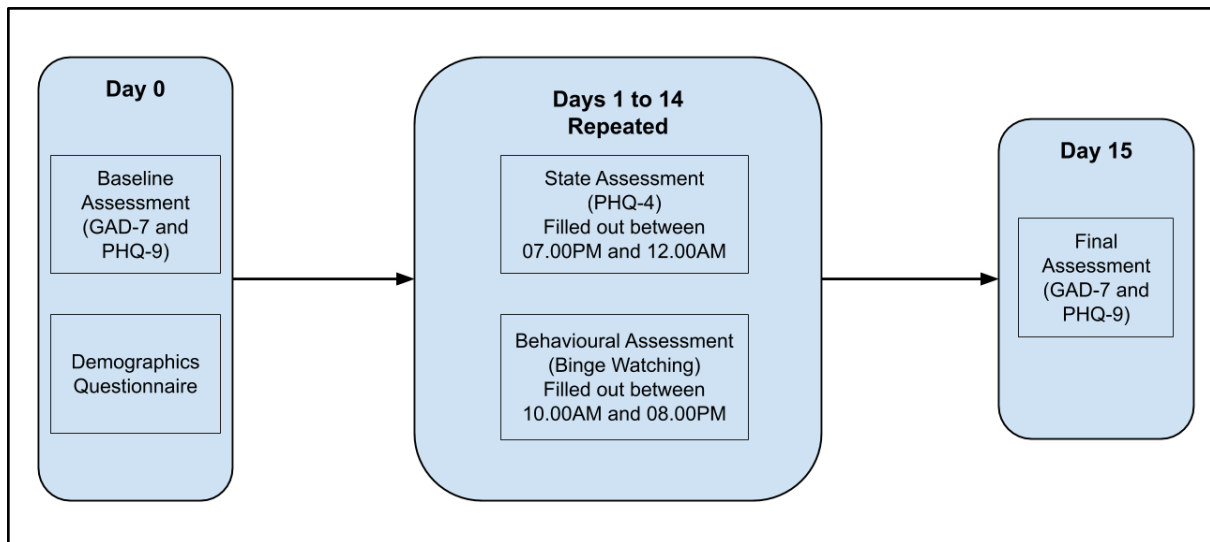 Day 0
Baseline
Assessment
(GAD-7 and
PHQ-9)
Demographics
Questionnaire
Days 1 to 14
Repeated
State Assessment
(PHQ-4)
Filled out between
07.00PM and 12.00AM
Behavioural Assessment
(Binge Watching)
Filled out between
10.00AM and 08.00PM
Day 15
Final
Assessment
(GAD-7 and
PHQ-9)